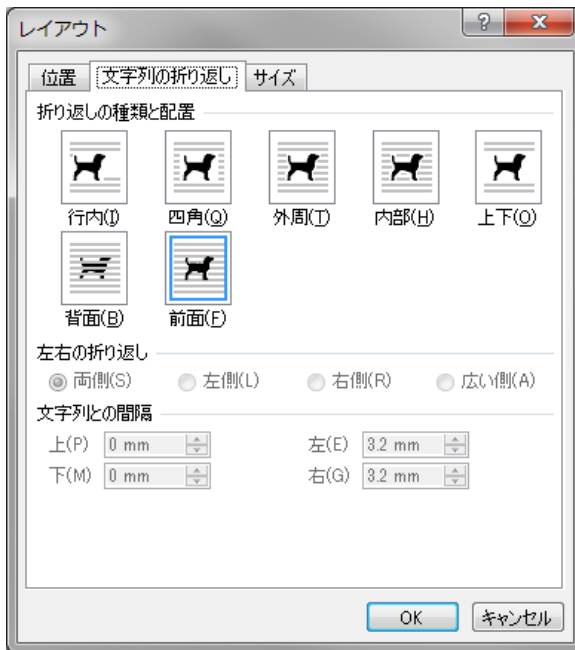 レイアウト
位置 文字列の折り返し サイズ
折り返しの種類と配置
行内(I) 四角(Q) 外周(T) 内部(H) 上下(O)
背面(B) 前面(F)
左右の折り返し
両側(S) 左側(L) 右側(R) 広い側(A)
文字列との間隔
上(P) 0 mm 左(E) 3.2 mm
下(M) 0 mm 右(G) 3.2 mm
OK キャンセル